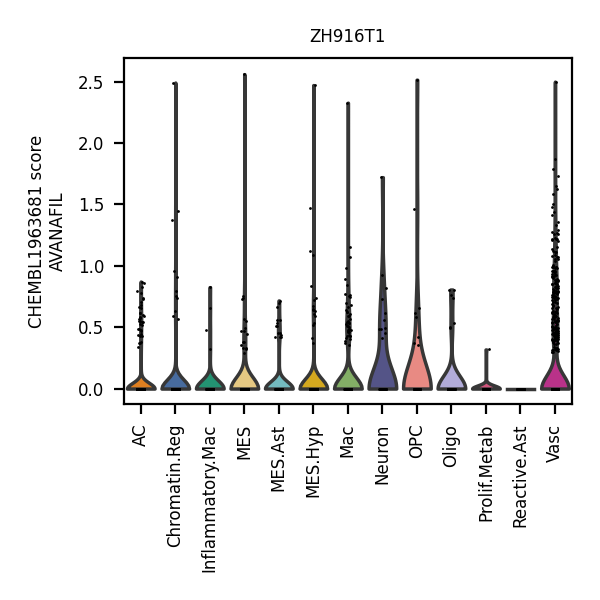 ZH916T1
CHEMBL1963681 score
AVANAFIL
2.5
2.0
1.5
1.0
0.5
0.0
AC
Chromatin.Reg
Inflammatory.Mac
MES
MES.Ast
MES.Hyp
Mac
Neuron
OPC
Oligo
Prolif.Metab
Reactive.Ast
Vasc